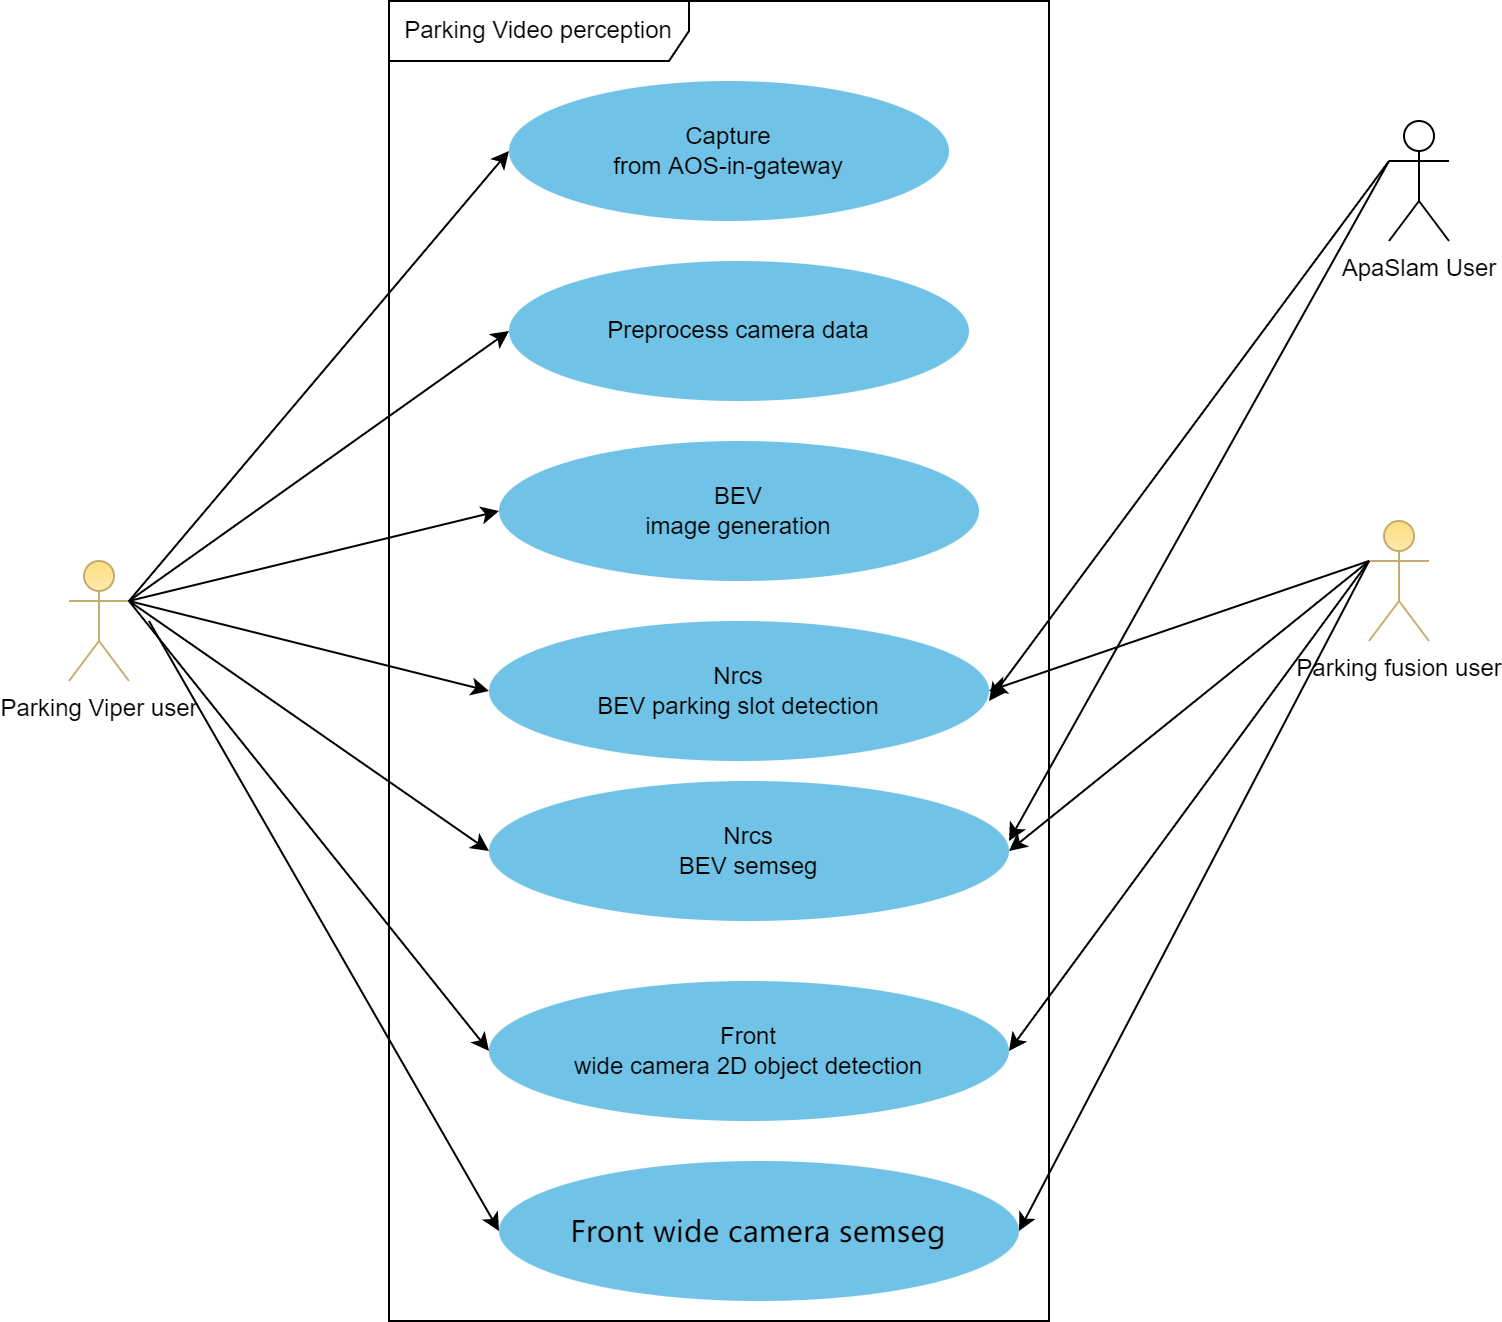 Parking Video perception
Capture
from AOS-in-gateway
ApaSlam User
Preprocess camera data
BEV
image generation
Parking fusion user
Nrcs
BEV parking slot detection
Parking Viper user
Nrcs
BEV semseg
Front
wide camera 2D object detection
Front wide camera semseg